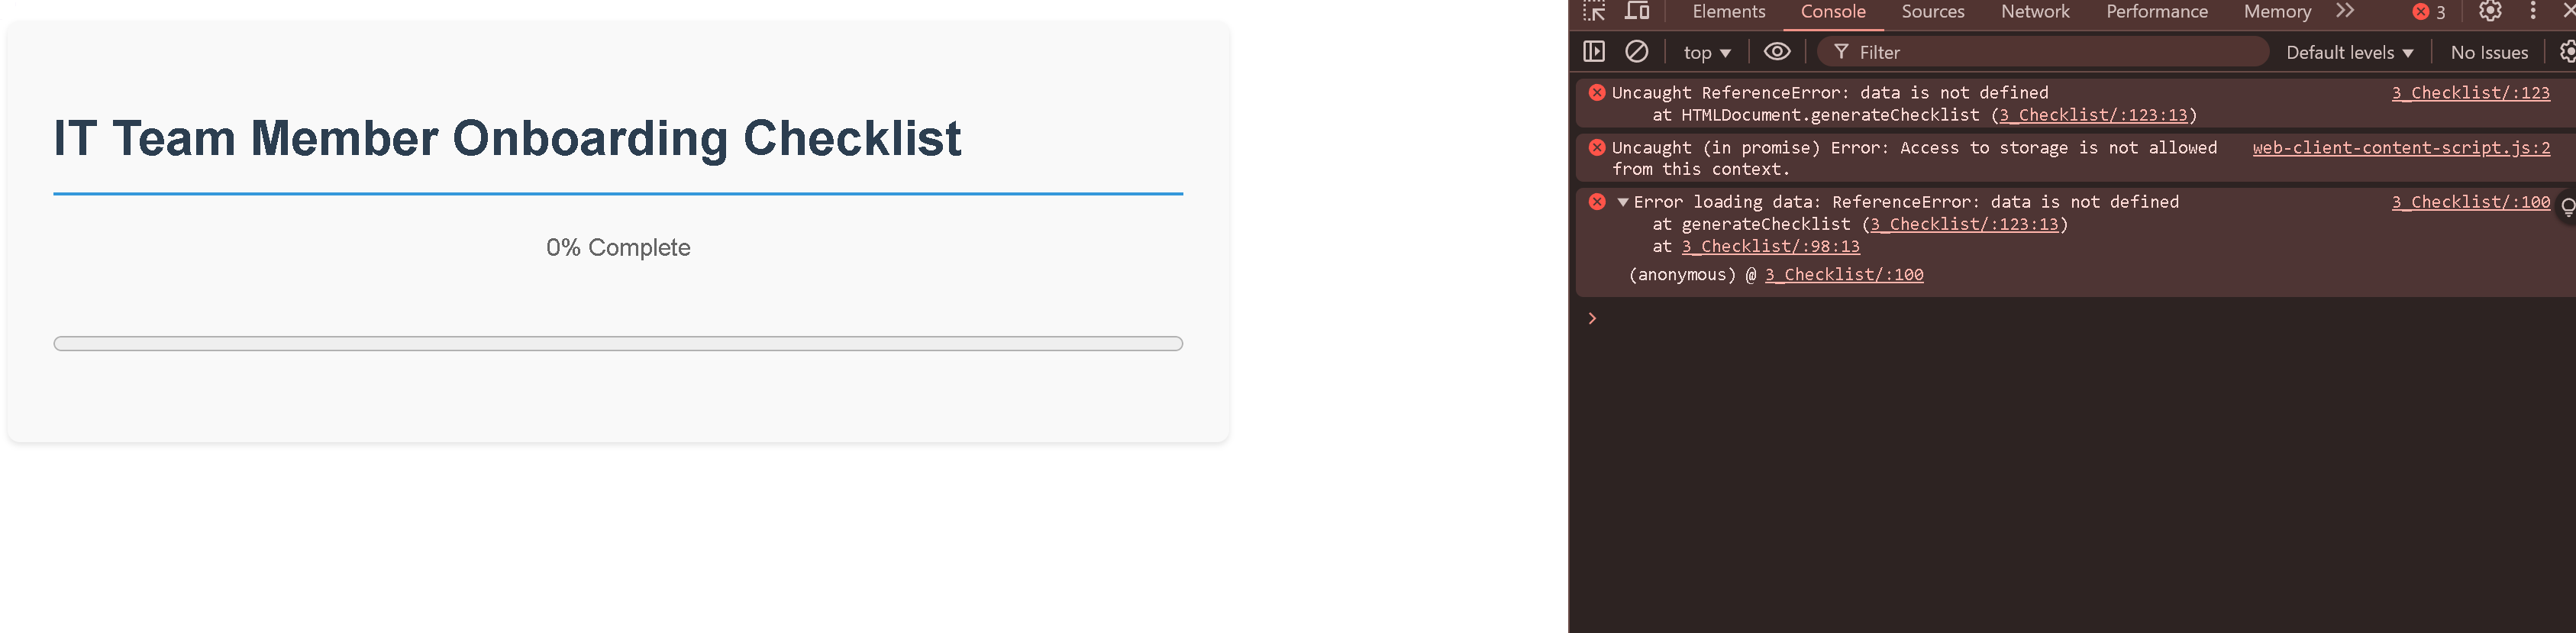 IT Team Member Onboarding Checklist
0% Complete
Elements Console Sources Network Performance Memory 3
top Filter Default levels No Issues
Uncaught ReferenceError: data is not defined 3_Checklist/:123
at HTMLDocument.generateChecklist (3_Checklist/:123:13)
Uncaught (in promise) Error: Access to storage is not allowed web-client-content-script.js:2
from this context.
Error loading data: ReferenceError: data is not defined 3_Checklist/:100
at generateChecklist (3_Checklist/:123:13)
at 3_Checklist/:98:13
(anonymous) @ 3_Checklist/:100